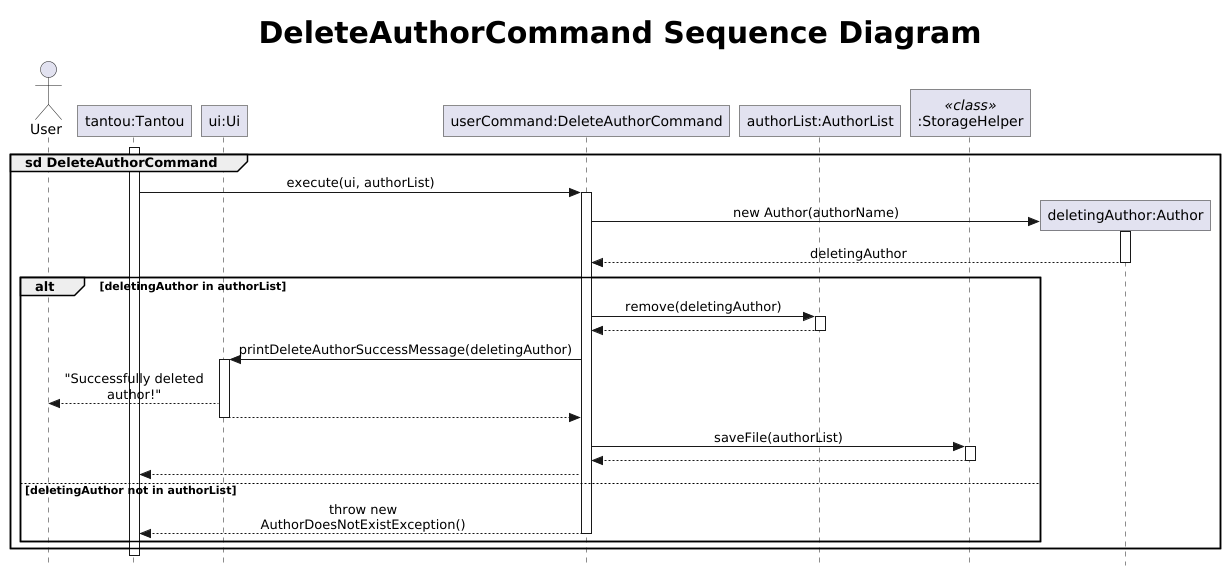 DeleteAuthorCommand Sequence Diagram
User
tantou:Tantou
ui:Ui
userCommand:DeleteAuthorCommand
authorList:AuthorList
«class»
:StorageHelper
sd DeleteAuthorCommand
execute(ui, authorList)
new Author(authorName)
deletingAuthor:Author
deletingAuthor
alt
[deletingAuthor in authorList]
remove(deletingAuthor)
printDeleteAuthorSuccessMessage(deletingAuthor)
"Successfully deleted
author!"
saveFile(authorList)
[deletingAuthor not in authorList]
throw new
AuthorDoesNotExistException()